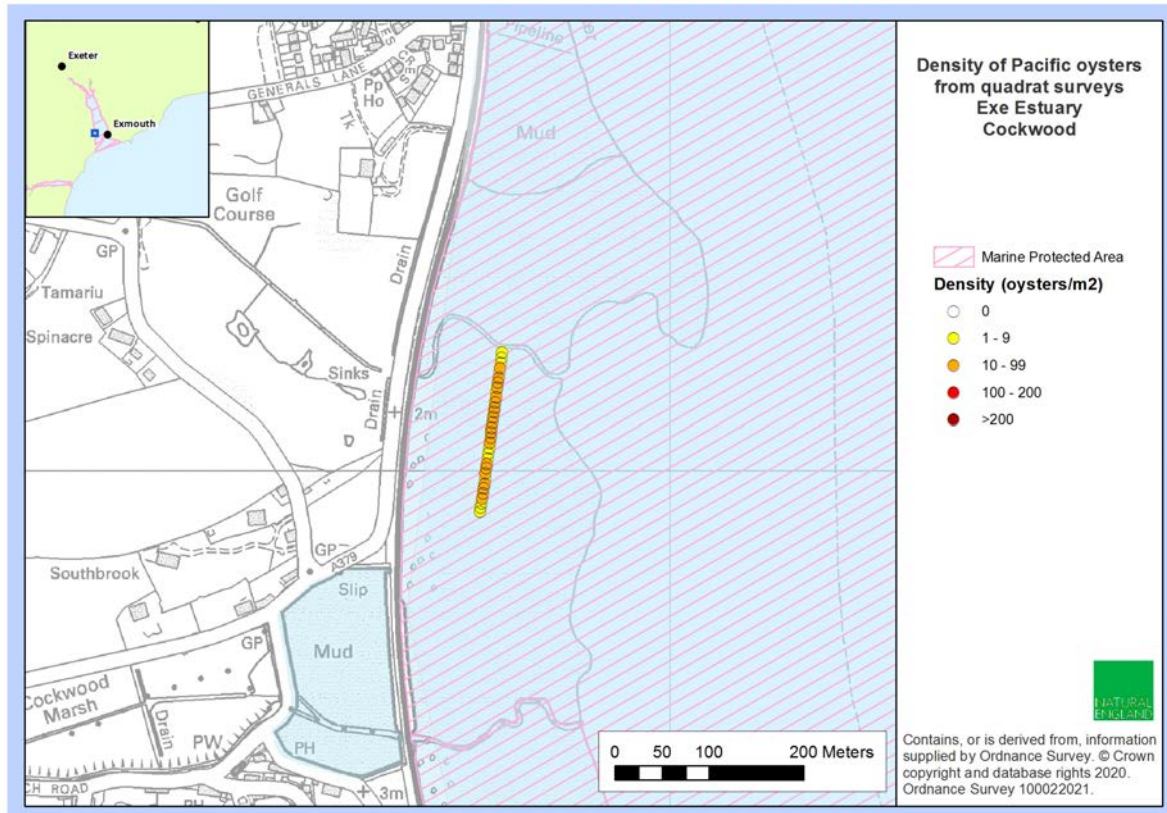 Exeter
Exmouth
Pipeline
GENERALS LANE
CRES
Pp
Ho
Tk
Mud
Golf
Course
GP
Tamariu
Spinacre
Drain
Sinks
Drain
2m
GP
A379
Southbrook
Slip
Mud
GP
Cockwood
Marsh
Drain
PW
PH
CH ROAD
PH
3m
0 50 100 200 Meters
Density of Pacific oysters
from quadrat surveys
Exe Estuary
Cockwood
Marine Protected Area
Density (oysters/m2)
0
1 - 9
10 - 99
100 - 200
>200
NATURAL
ENGLAND
Contains, or is derived from, information
supplied by Ordnance Survey. © Crown
copyright and database rights 2020.
Ordnance Survey 100022021.